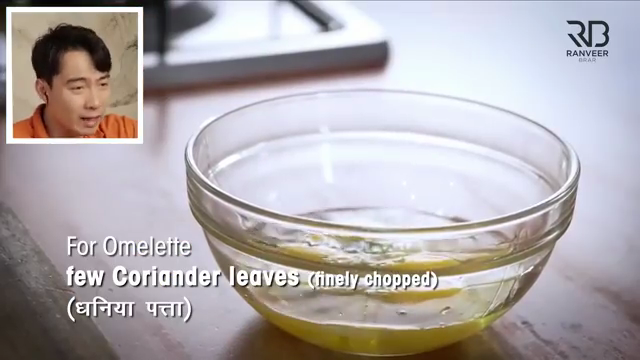 RB
RANVEER
BRAR
For Omelette
few Coriander leaves (finely chopped)
(धनिया पत्ता)